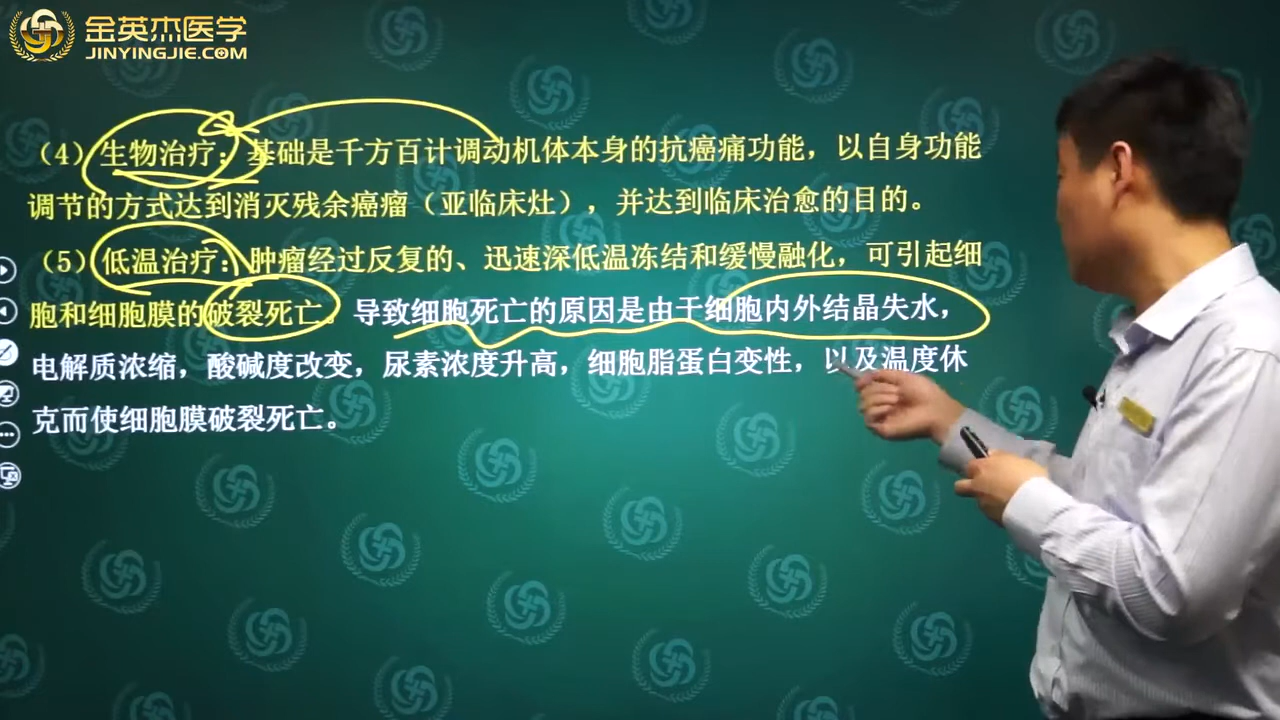 金英杰医学
JINYINGJIE.COM
（4）生物治疗：基础是千方百计调动机体本身的抗癌痛功能，以自身功能
调节的方式达到消灭残余癌瘤（亚临床灶），并达到临床治愈的目的。
（5）低温治疗：肿瘤经过反复的、迅速深低温冻结和缓慢融化，可引起细
胞和细胞膜的破裂死亡。导致细胞死亡的原因是由于细胞内外结晶失水，
电解质浓缩，酸碱度改变，尿素浓度升高，细胞脂蛋白变性，以及温度休
克而使细胞膜破裂死亡。